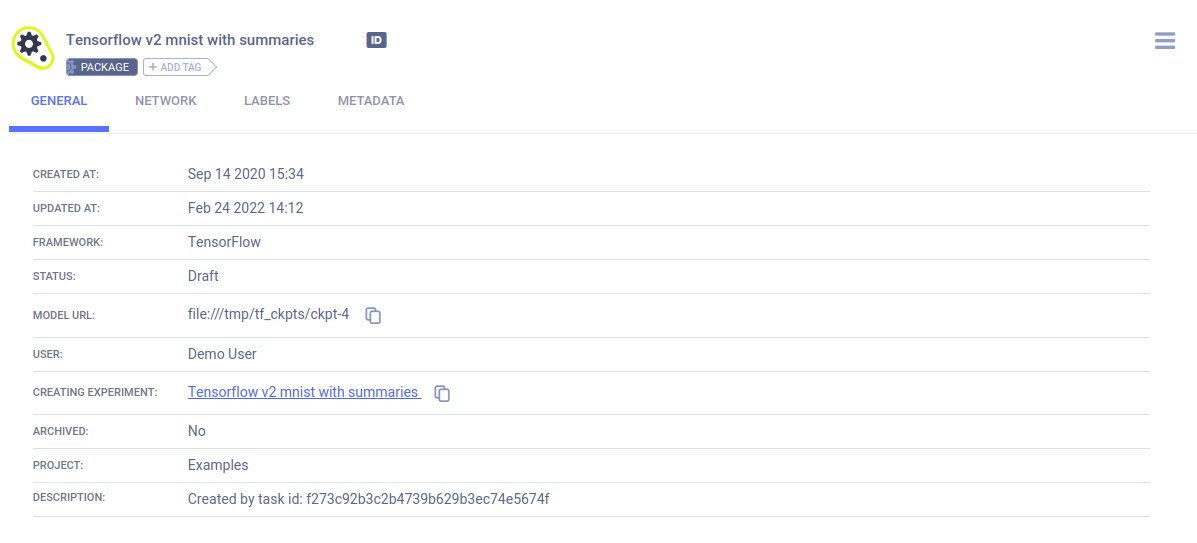 Tensorflow v2 mnist with summaries ID
PACKAGE + ADD TAG
GENERAL NETWORK LABELS METADATA
CREATED AT: Sep 14 2020 15:34
UPDATED AT: Feb 24 2022 14:12
FRAMEWORK: TensorFlow
STATUS: Draft
MODEL URL: file:///tmp/tf_ckpts/ckpt-4
USER: Demo User
CREATING EXPERIMENT: Tensorflow v2 mnist with summaries
ARCHIVED: No
PROJECT: Examples
DESCRIPTION: Created by task id: f273c92b3c2b4739b629b3ec74e5674f